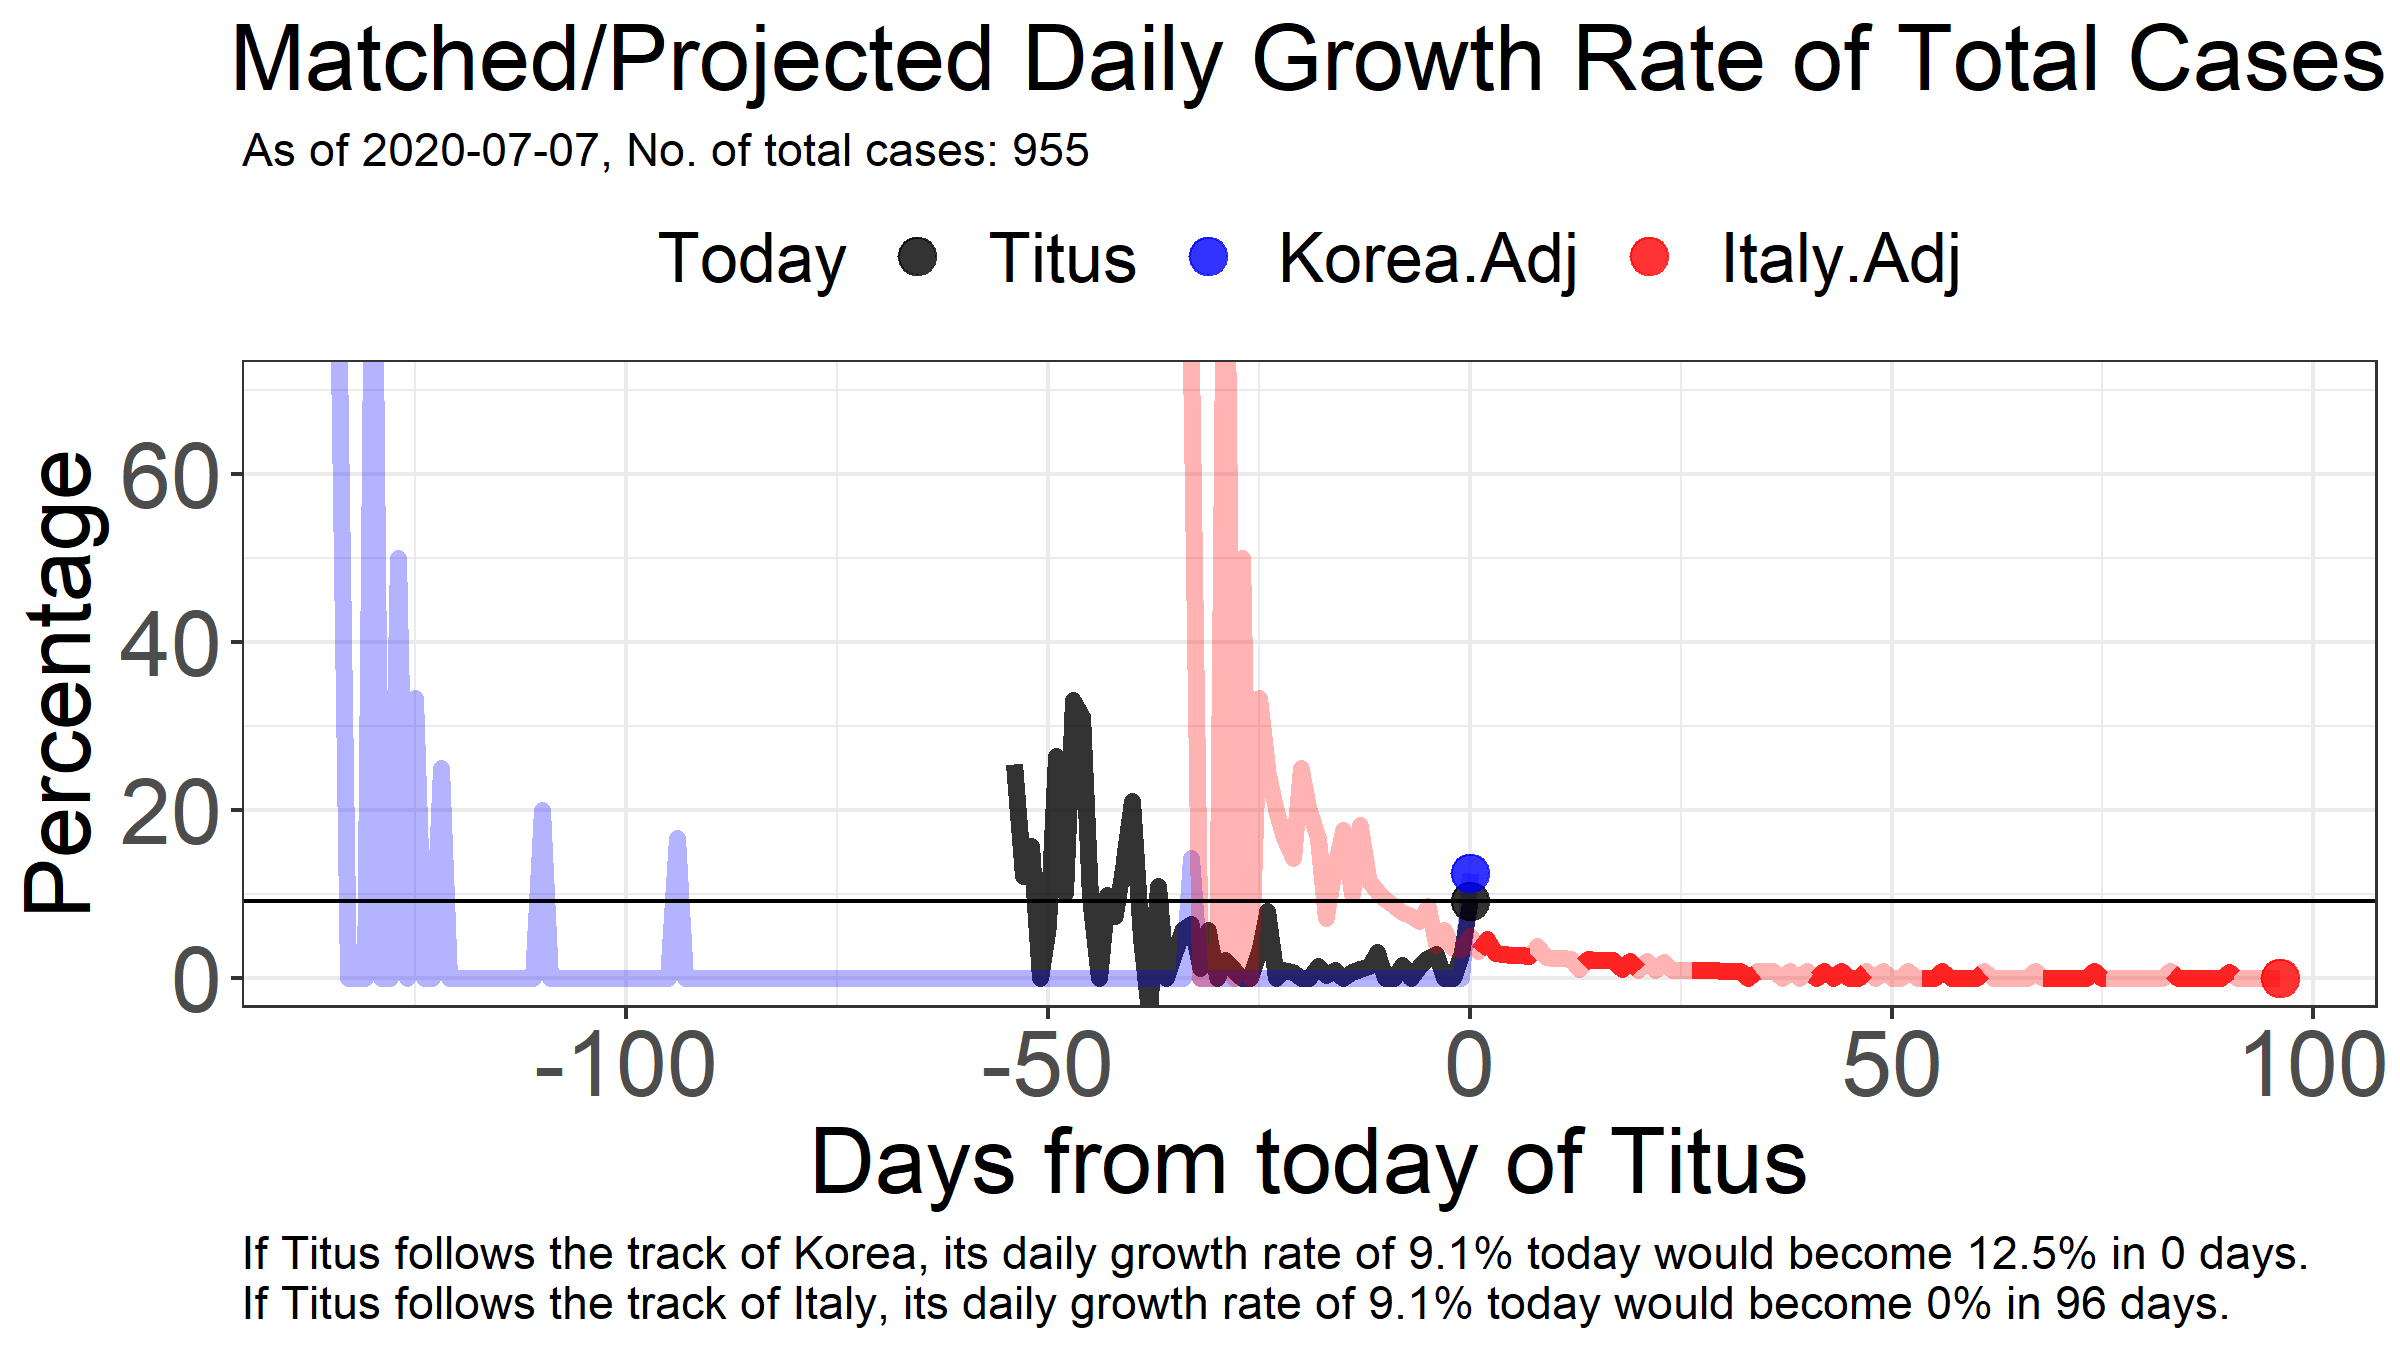 Matched/Projected Daily Growth Rate of Total Cases
As of 2020-07-07, No. of total cases: 955
Today Titus Korea.Adj Italy.Adj
Percentage
60
40
20
0
-100 -50 0 50 100
Days from today of Titus
If Titus follows the track of Korea, its daily growth rate of 9.1% today would become 12.5% in 0 days.
If Titus follows the track of Italy, its daily growth rate of 9.1% today would become 0% in 96 days.